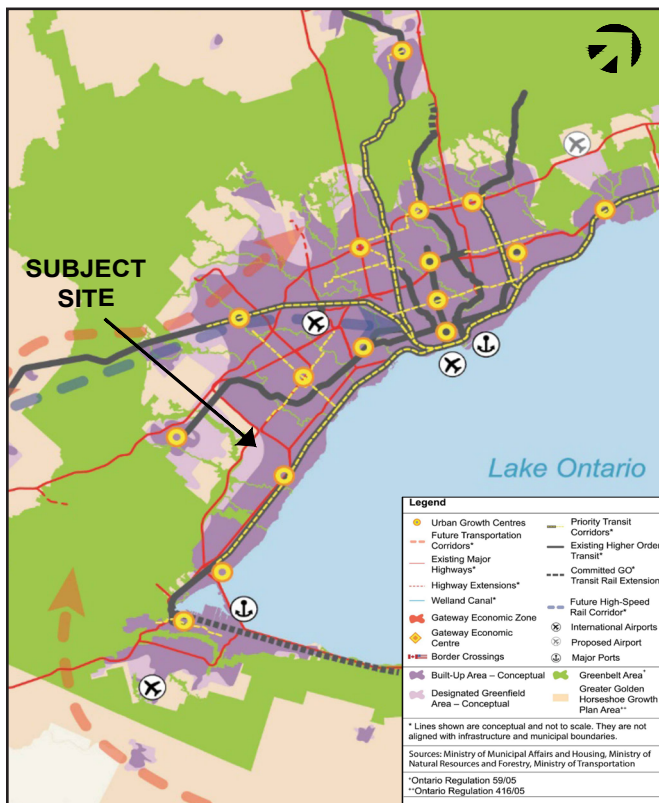 SUBJECT
SITE
Lake Ontario
Legend
Urban Growth Centres
Future Transportation
Corridors*
Existing Major
Highways*
Highway Extensions*
Welland Canal*
Gateway Economic Zone
Gateway Economic
Centre
Border Crossings
Priority Transit
Corridors*
Existing Higher Order
Transit*
Committed GO*
Transit Rail Extension
Future High-Speed
Rail Corridor*
International Airports
Proposed Airport
Major Ports
Built-Up Area – Conceptual
Designated Greenfield
Area – Conceptual
Greenbelt Area+
Greater Golden
Horseshoe Growth
Plan Area++
* Lines shown are conceptual and not to scale. They are not
aligned with infrastructure and municipal boundaries.
Sources: Ministry of Municipal Affairs and Housing, Ministry of
Natural Resources and Forestry, Ministry of Transportation
+Ontario Regulation 59/05
++Ontario Regulation 416/05